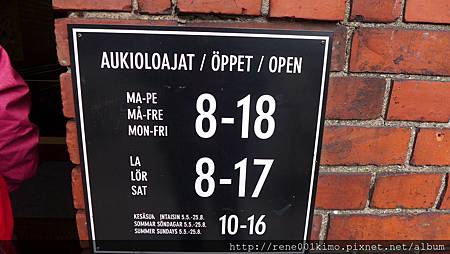 AUKIOLOAJAT / ÖPPET / OPEN
MA-PE
MÅ-FRE
MON-FRI
8-18
LA
LÖR
SAT
8-17
KESÄSUN NTAISIN 5.5.-25.8.
SOMMAR SÖNDAGAR 5.5.-25.8.
SUMMER SUNDAYS 5.5.-25.8.
10-16
http://rene001kimo.pixnet.net/album